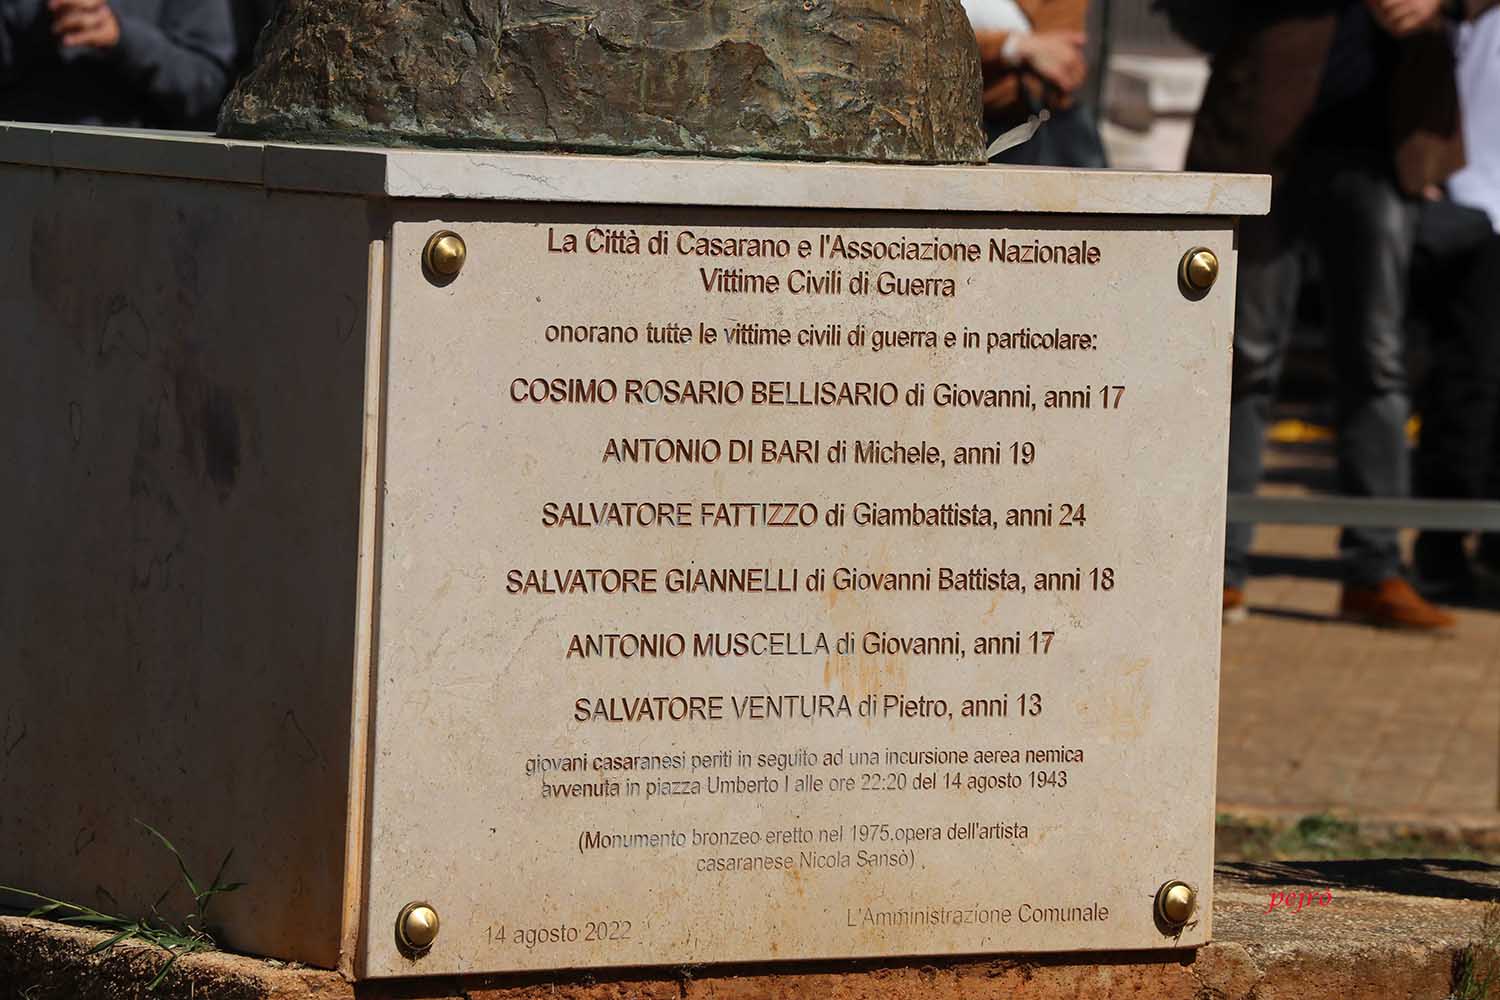 La Città di Casarano e l'Associazione Nazionale
Vittime Civili di Guerra
onorano tutte le vittime civili di guerra e in particolare:
COSIMO ROSARIO BELLISARIO di Giovanni, anni 17
ANTONIO DI BARI di Michele, anni 19
SALVATORE FATTIZZO di Giambattista, anni 24
SALVATORE GIANNELLI di Giovanni Battista, anni 18
ANTONIO MUSCELLA di Giovanni, anni 17
SALVATORE VENTURA di Pietro, anni 13
giovani casaranesi periti in seguito ad una incursione aerea nemica
avvenuta in piazza Umberto I alle ore 22:20 del 14 agosto 1943
(Monumento bronzeo eretto nel 1975.opera dell'artista
casaranese Nicola Sansò)
L'Amministrazione Comunale
14 agosto 2022
pejrò